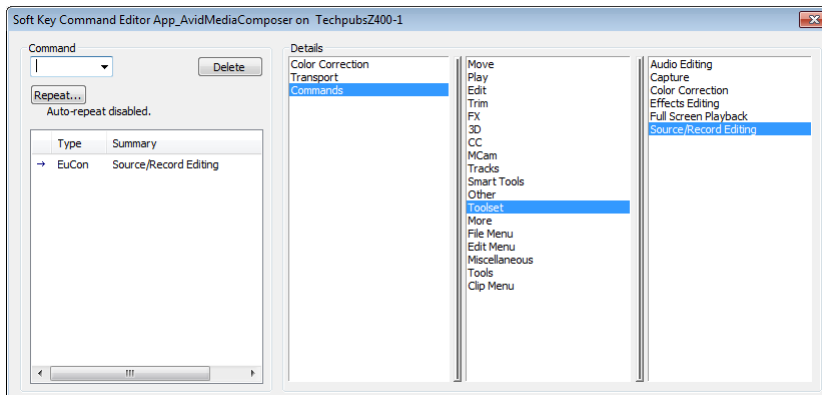 Soft Key Command Editor App_AvidMediaComposer on TechpubsZ400-1
Command
Delete
Repeat...
Auto-repeat disabled.
Type Summary
→ EuCon Source/Record Editing
Details
Color Correction
Transport
Commands
Move
Play
Edit
Trim
FX
3D
CC
MCam
Tracks
Smart Tools
Other
Toolset
More
File Menu
Edit Menu
Miscellaneous
Tools
Clip Menu
Audio Editing
Capture
Color Correction
Effects Editing
Full Screen Playback
Source/Record Editing